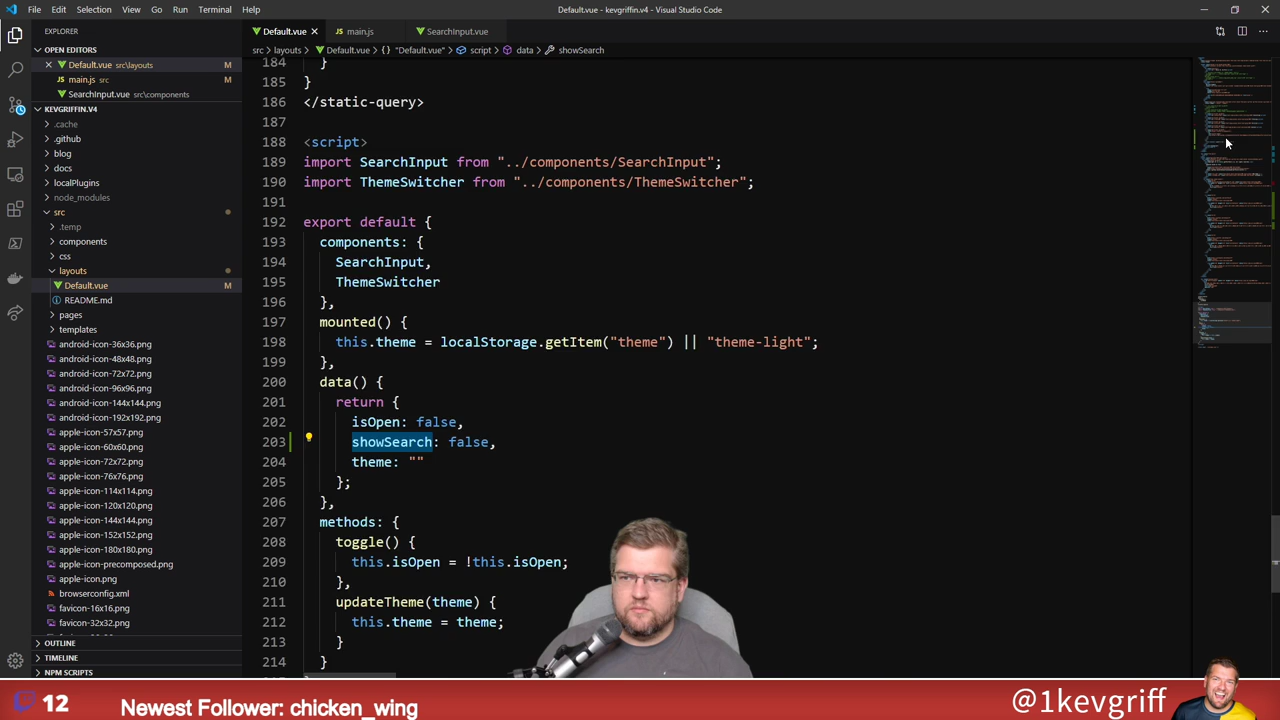 File Edit Selection View Go Run Terminal Help
Default.vue - kevgriffin.v4 - Visual Studio Code
EXPLORER
OPEN EDITORS
Default.vue src\layouts M
main.js M
SearchInput.vue src\components
KEVGRIFFIN.V4
.cache
.github
blog
docs
localPlugins
node_modules
src
.temp
components
css
layouts
Default.vue M
README.md
pages
templates
android-icon-36x36.png
android-icon-48x48.png
android-icon-72x72.png
android-icon-96x96.png
android-icon-144x144.png
android-icon-192x192.png
apple-icon-57x57.png
apple-icon-60x60.png
apple-icon-72x72.png
apple-icon-76x76.png
apple-icon-114x114.png
apple-icon-120x120.png
apple-icon-144x144.png
apple-icon-152x152.png
apple-icon-180x180.png
apple-icon-precomposed.png
apple-icon.png
browserconfig.xml
favicon-16x16.png
favicon-32x32.png
OUTLINE
TIMELINE
NPM SCRIPTS
Default.vue main.js SearchInput.vue
src > layouts > Default.vue > {} "Default.vue" > script > data > showSearch
184 }
185 }
186 </static-query>
187
188 <script>
189 import SearchInput from "../components/SearchInput";
190 import ThemeSwitcher from "../components/ThemeSwitcher";
191
192 export default {
193 components: {
194 SearchInput,
195 ThemeSwitcher
196 },
197 mounted() {
198 this.theme = localStorage.getItem("theme") || "theme-light";
199 },
200 data() {
201 return {
202 isOpen: false,
203 showSearch: false,
204 theme: ""
205 };
206 },
207 methods: {
208 toggle() {
209 this.isOpen = !this.isOpen;
210 },
211 updateTheme(theme) {
212 this.theme = theme;
213 }
214 }
12
Newest Follower: chicken_wing
@1kevgriff